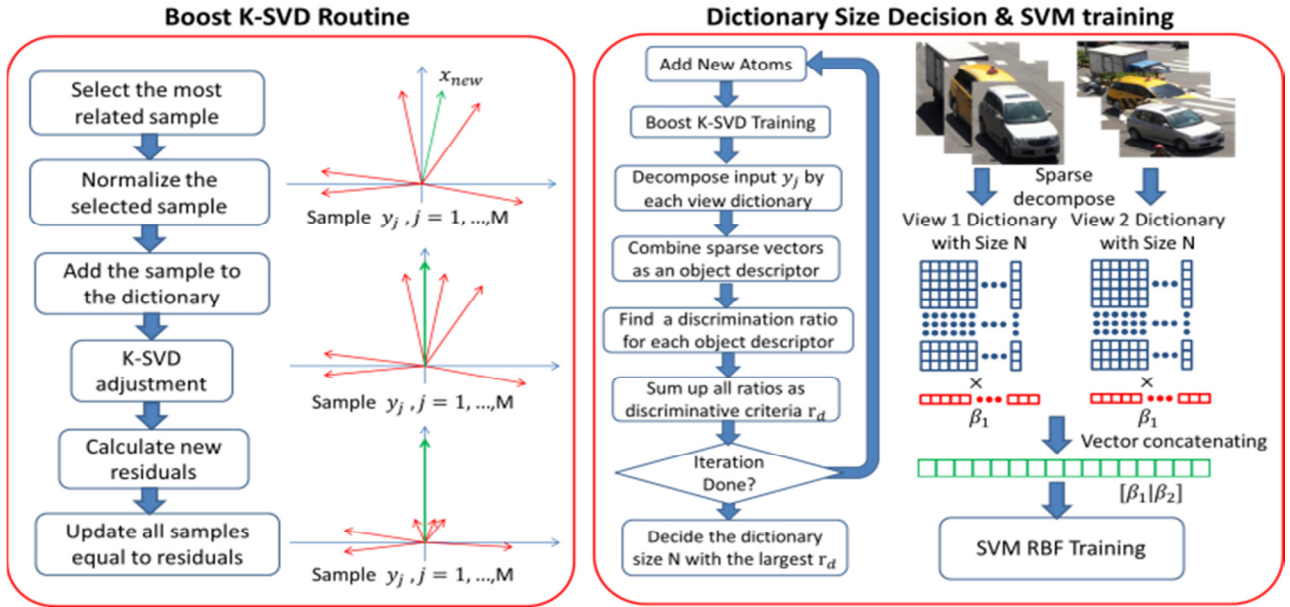 Boost K-SVD Routine
Select the most
related sample
Normalize the
selected sample
Add the sample to
the dictionary
K-SVD
adjustment
Calculate new
residuals
Update all samples
equal to residuals
x_new
Sample y_j , j = 1, ...,M
Sample y_j , j = 1, ...,M
Sample y_j , j = 1, ...,M
Dictionary Size Decision & SVM training
Add New Atoms
Boost K-SVD Training
Decompose input y_j by
each view dictionary
Combine sparse vectors
as an object descriptor
Find a discrimination ratio
for each object descriptor
Sum up all ratios as
discriminative criteria r_d
Iteration
Done?
Decide the dictionary
size N with the largest r_d
Sparse
decompose
View 1 Dictionary
with Size N
View 2 Dictionary
with Size N
×
×
β_1
β_1
Vector concatenating
[β_1|β_2]
SVM RBF Training